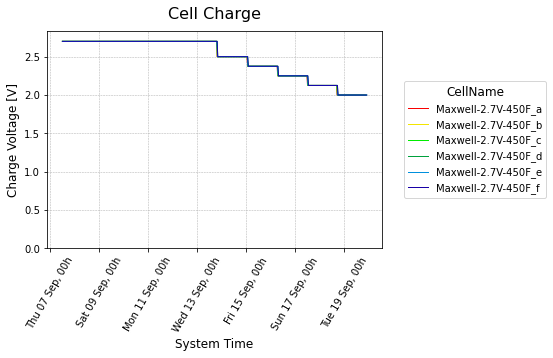 Cell Charge
Charge Voltage [V]
2.5
2.0
1.5
1.0
0.5
0.0
Thu 07 Sep, 00h
Sat 09 Sep, 00h
Mon 11 Sep, 00h
Wed 13 Sep, 00h
Fri 15 Sep, 00h
Sun 17 Sep, 00h
Tue 19 Sep, 00h
System Time
CellName
Maxwell-2.7V-450F_a
Maxwell-2.7V-450F_b
Maxwell-2.7V-450F_c
Maxwell-2.7V-450F_d
Maxwell-2.7V-450F_e
Maxwell-2.7V-450F_f